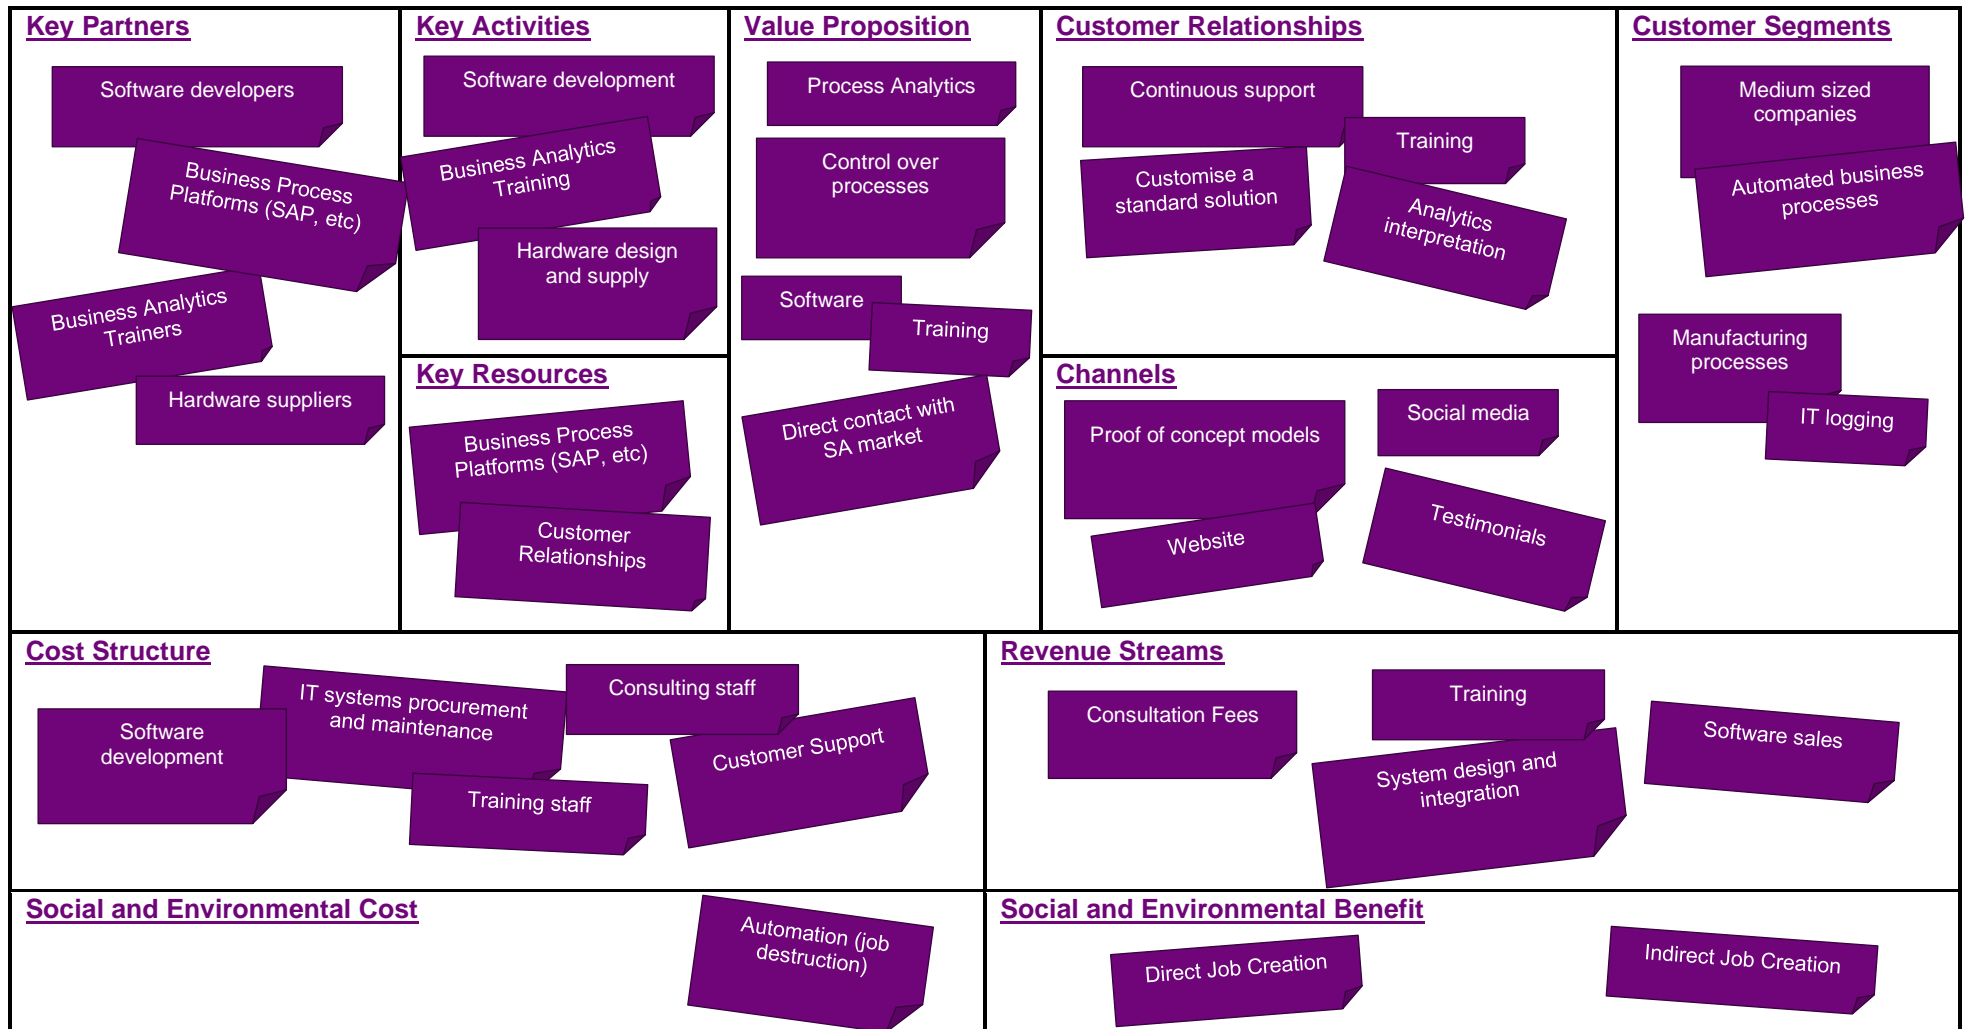 Key Partners
Software developers
Business Process
Platforms (SAP, etc)
Business Analytics
Trainers
Hardware suppliers
Key Activities
Software development
Business Analytics
Training
Hardware design
and supply
Key Resources
Business Process
Platforms (SAP, etc)
Customer
Relationships
Value Proposition
Process Analytics
Control over
processes
Software
Training
Direct contact with
SA market
Customer Relationships
Continuous support
Training
Customise a
standard solution
Analytics
interpretation
Channels
Proof of concept models
Social media
Website
Testimonials
Customer Segments
Medium sized
companies
Automated business
processes
Manufacturing
processes
IT logging
Cost Structure
Software
development
IT systems procurement
and maintenance
Training staff
Consulting staff
Customer Support
Revenue Streams
Consultation Fees
Training
System design and
integration
Software sales
Social and Environmental Cost
Automation (job
destruction)
Social and Environmental Benefit
Direct Job Creation
Indirect Job Creation